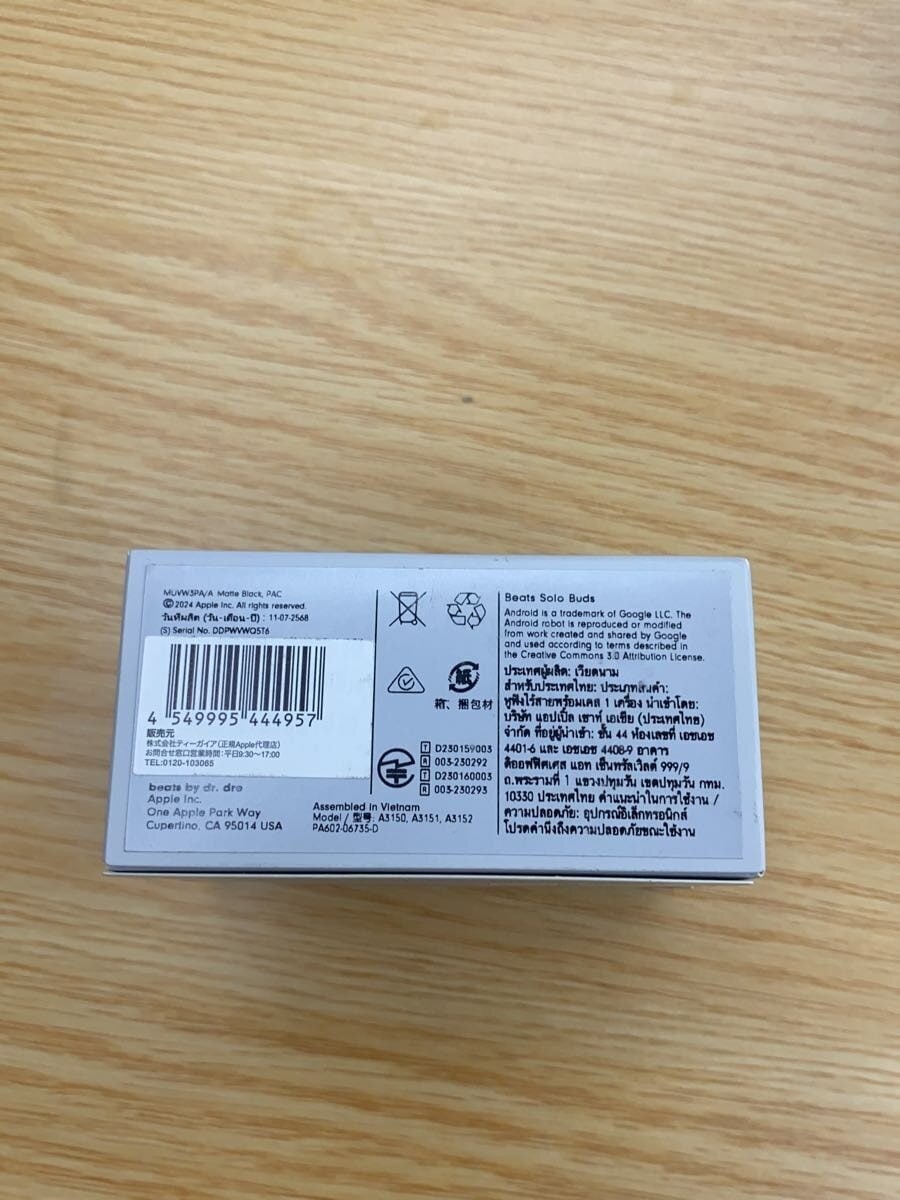 MUVW3PA/A Matte Black, PAC
©2024 Apple Inc. All rights reserved.
วันที่ผลิต (วัน-เดือน-ปี) : 11-07-2568
(S) Serial No. DDPWVWQ5T6
4 549995 444957
販売元
株式会社ティーガイア（正規Apple代理店）
お問合せ窓口営業時間：平日9:30〜17:00
TEL:0120-103065
beats by dr. dre
Apple Inc.
One Apple Park Way
Cupertino, CA 95014 USA
Assembled in Vietnam
Model / 型号: A3150, A3151, A3152
PA602-06735-D
紙
箱、梱包材
T D230159003
R 003-230292
T D230160003
R 003-230293
Beats Solo Buds
Android is a trademark of Google LLC. The
Android robot is reproduced or modified
from work created and shared by Google
and used according to terms described in
the Creative Commons 3.0 Attribution License.
ประเทศผู้ผลิต: เวียดนาม
สำหรับประเทศไทย: ประเภทสินค้า:
หูฟังไร้สายพร้อมเคส 1 เครื่อง นำเข้าโดย:
บริษัท แอปเปิ้ล เซาท์ เอเชีย (ประเทศไทย)
จำกัด ที่อยู่ผู้นำเข้า: ชั้น 44 ห้องเลขที่ เอชเอช
4401-6 และ เอชเอช 4408-9 อาคาร
ดิออฟฟิศเศส แอท เซ็นทรัลเวิลด์ 999/9
ถ.พระรามที่ 1 แขวงปทุมวัน เขตปทุมวัน กทม.
10330 ประเทศไทย คำแนะนำในการใช้งาน /
ความปลอดภัย: อุปกรณ์อิเล็กทรอนิกส์
โปรดคำนึงถึงความปลอดภัยขณะใช้งาน